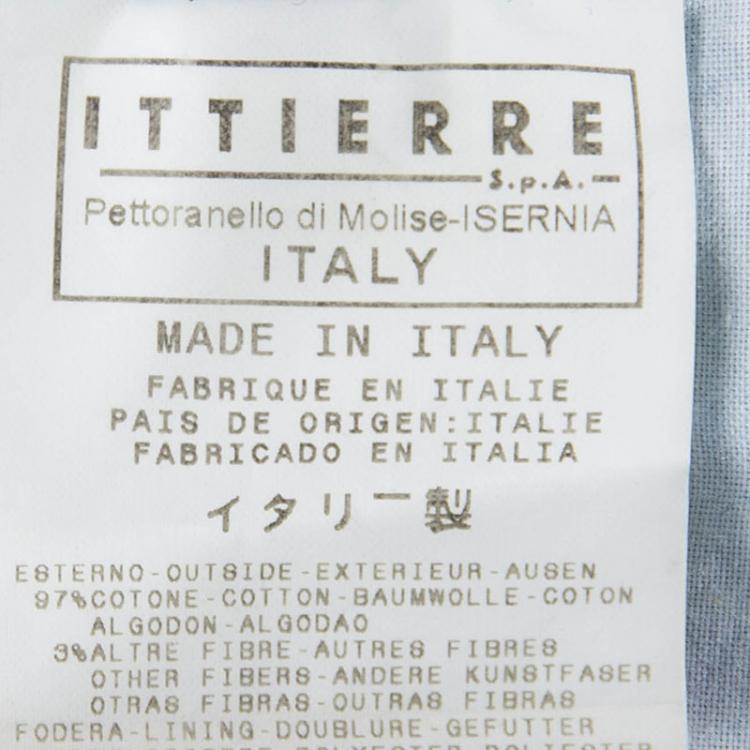 ITTIERRE
S.p.A.
Pettoranello di Molise-ISERNIA
ITALY
MADE IN ITALY
FABRIQUE EN ITALIE
PAIS DE ORIGEN:ITALIE
FABRICADO EN ITALIA
イタリー製
ESTERNO-OUTSIDE-EXTERIEUR-AUSEN
97%COTONE-COTTON-BAUMWOLLE-COTON
ALGODON-ALGODAO
3%ALTRE FIBRE-AUTRES FIBRES
OTHER FIBERS-ANDERE KUNSTFASER
OTRAS FIBRAS-OUTRAS FIBRAS
FODERA-LINING-DOUBLURE-GEFUTTER